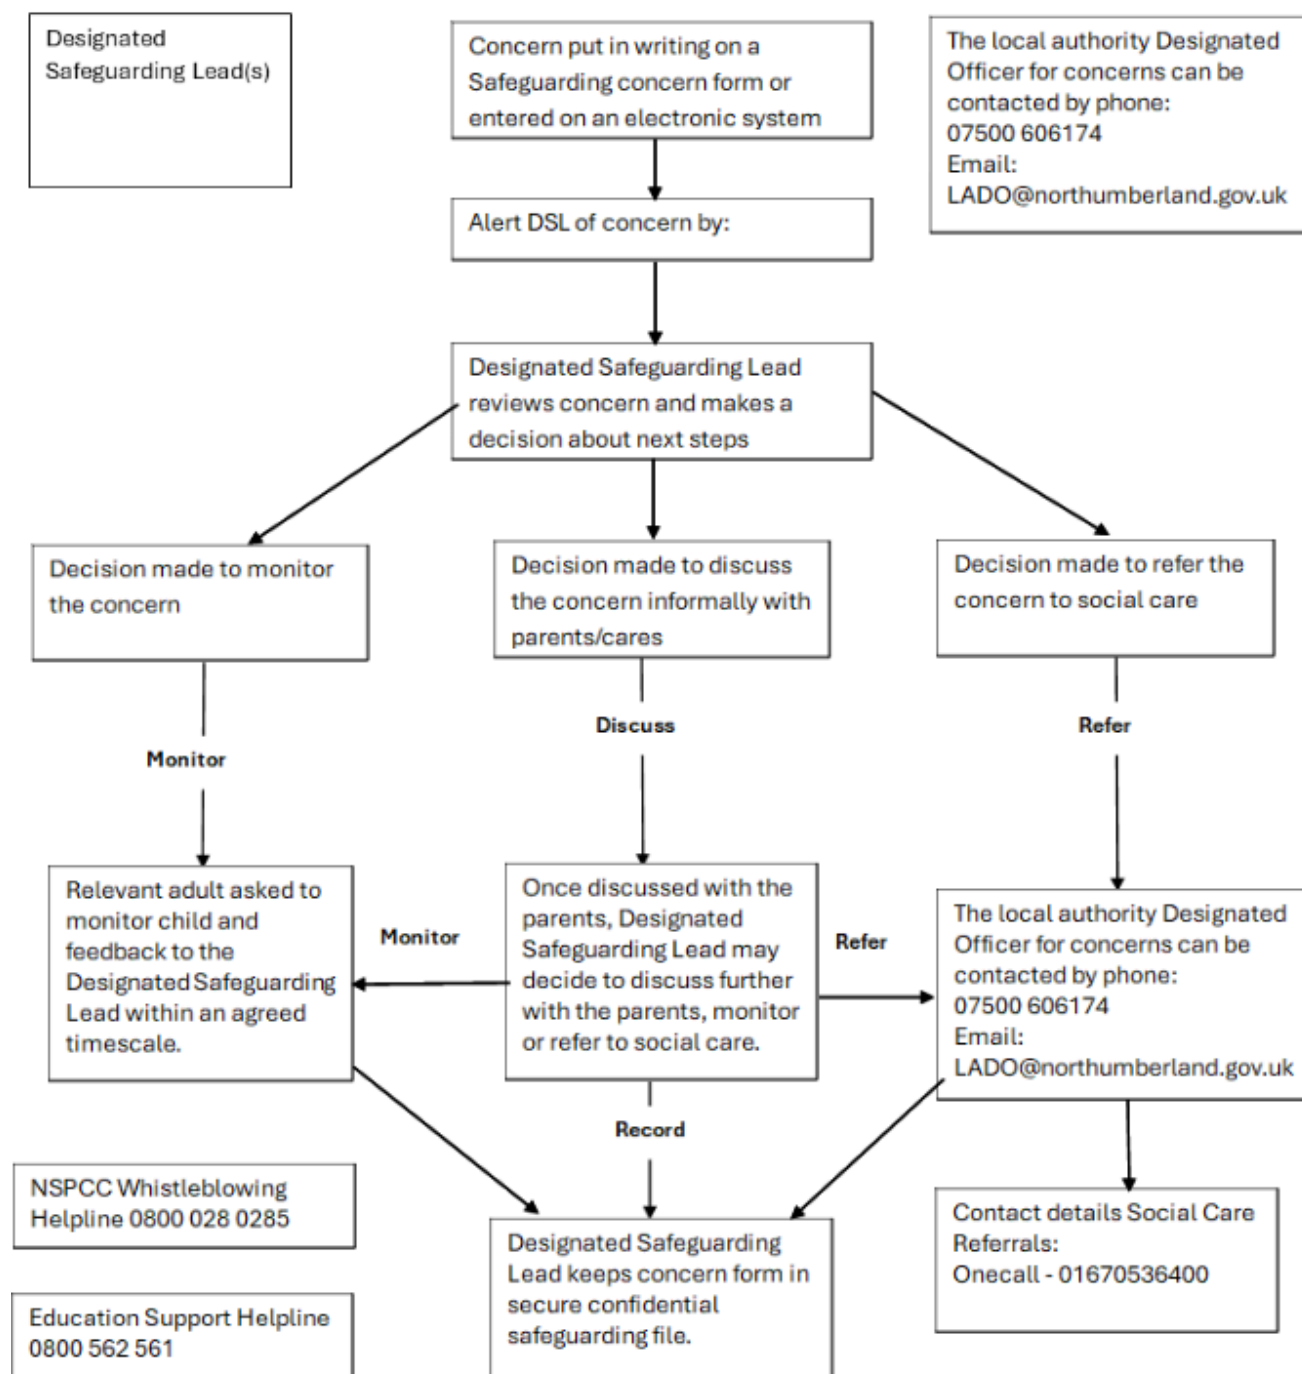 Designated
Safeguarding Lead(s)
Concern put in writing on a
Safeguarding concern form or
entered on an electronic system
The local authority Designated
Officer for concerns can be
contacted by phone:
07500 606174
Email:
LADO@northumberland.gov.uk
Alert DSL of concern by:
Designated Safeguarding Lead
reviews concern and makes a
decision about next steps
Decision made to monitor
the concern
Decision made to discuss
the concern informally with
parents/cares
Decision made to refer the
concern to social care
Monitor
Discuss
Refer
Relevant adult asked to
monitor child and
feedback to the
Designated Safeguarding
Lead within an agreed
timescale.
Monitor
Once discussed with the
parents, Designated
Safeguarding Lead may
decide to discuss further
with the parents, monitor
or refer to social care.
Refer
The local authority Designated
Officer for concerns can be
contacted by phone:
07500 606174
Email:
LADO@northumberland.gov.uk
Record
NSPCC Whistleblowing
Helpline 0800 028 0285
Designated Safeguarding
Lead keeps concern form in
secure confidential
safeguarding file.
Contact details Social Care
Referrals:
Onecall - 01670536400
Education Support Helpline
0800 562 561